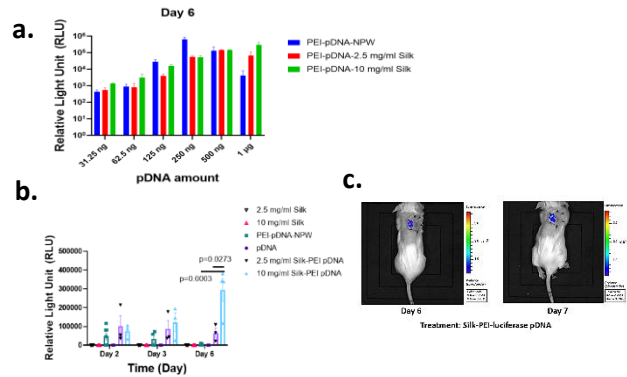 a.
Day 6
Relative Light Unit (RLU)
10⁶
10⁵
10⁴
10³
10²
10¹
10⁰
31.25 ng
62.5 ng
125 ng
250 ng
500 ng
1 µg
pDNA amount
PEI-pDNA-NPW
PEI-pDNA-2.5 mg/ml Silk
PEI-pDNA-10 mg/ml Silk
b.
Relative Light Unit (RLU)
500000
400000
300000
200000
100000
0
p=0.0273
p=0.0003
Day 2
Day 3
Day 6
Time (Day)
2.5 mg/ml Silk
10 mg/ml Silk
PEI-pDNA-NPW
pDNA
2.5 mg/ml Silk-PEI pDNA
10 mg/ml Silk-PEI pDNA
c.
Day 6
Day 7
Treatment: Silk-PEI-luciferase pDNA